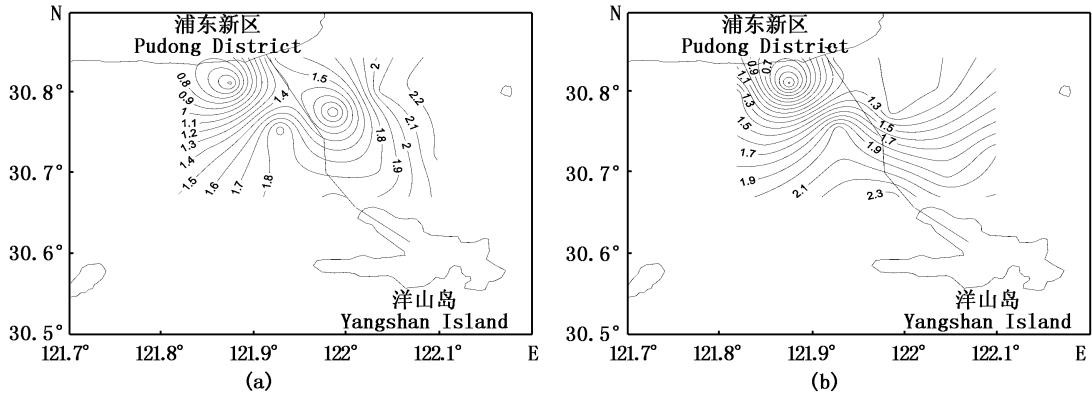 N
浦东新区
Pudong District
30.8°
30.7°
30.6°
30.5°
0.8
0.9
1
1.1
1.2
1.3
1.4
1.5
1.6
1.7
1.8
1.4
1.5
2
2.2
2.1
1.8
2
1.9
洋山岛
Yangshan Island
121.7° 121.8° 121.9° 122° 122.1° E
(a)
N
浦东新区
Pudong District
30.8°
30.7°
30.6°
30.5°
0.9
0.7
1.1
1.3
1.5
1.7
1.9
2.1
1.3
1.5
1.7
1.9
2.3
洋山岛
Yangshan Island
121.7° 121.8° 121.9° 122° 122.1° E
(b)